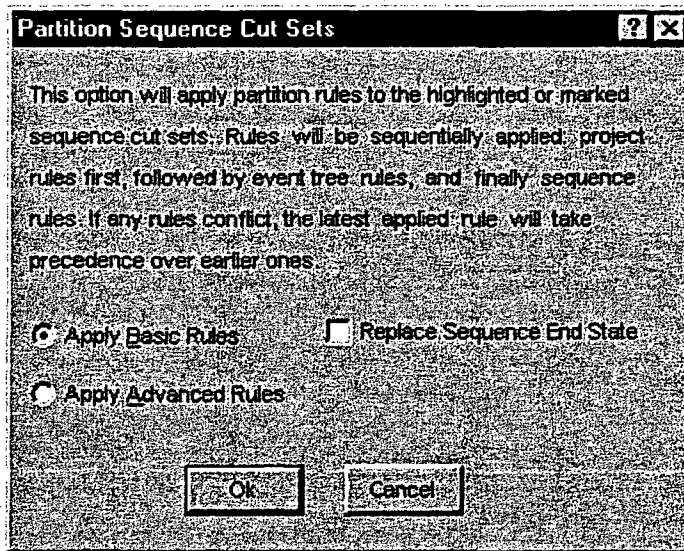 Partition Sequence Cut Sets
This option will apply partition rules to the highlighted or marked
sequence cut sets. Rules will be sequentially applied: project
rules first, followed by event tree rules, and finally sequence
rules. If any rules conflict, the latest applied rule will take
precedence over earlier ones
Apply Basic Rules
Replace Sequence End State
Apply Advanced Rules
Ok
Cancel